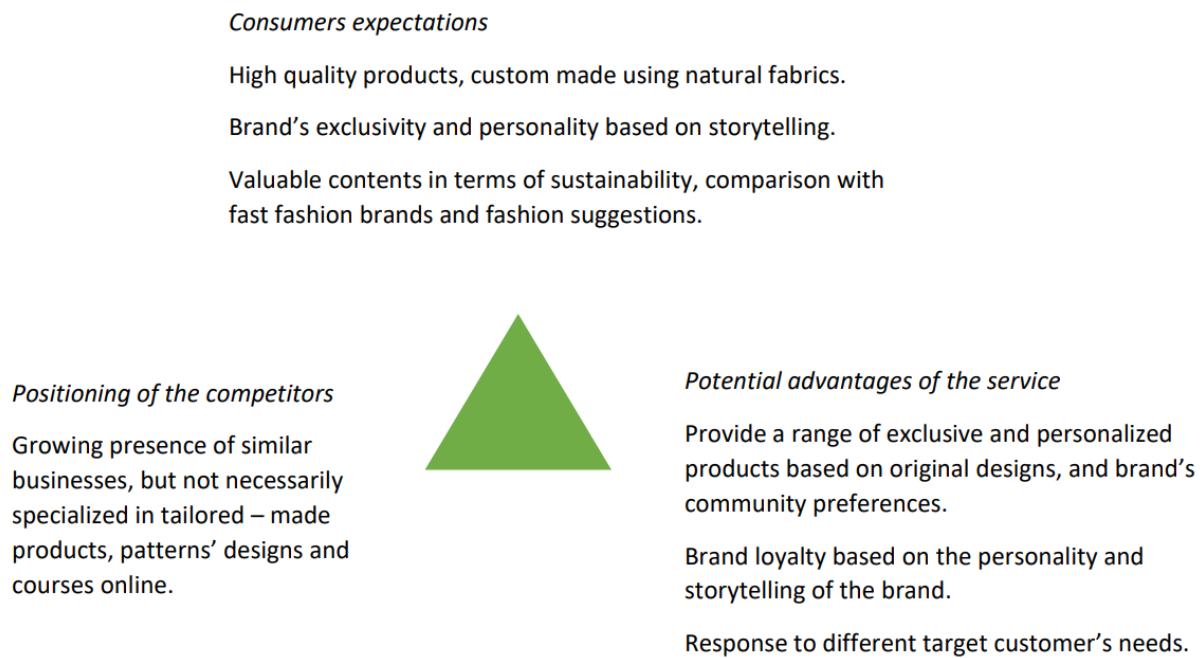 Consumers expectations
High quality products, custom made using natural fabrics.
Brand’s exclusivity and personality based on storytelling.
Valuable contents in terms of sustainability, comparison with
fast fashion brands and fashion suggestions.
Positioning of the competitors
Growing presence of similar
businesses, but not necessarily
specialized in tailored – made
products, patterns’ designs and
courses online.
Potential advantages of the service
Provide a range of exclusive and personalized
products based on original designs, and brand’s
community preferences.
Brand loyalty based on the personality and
storytelling of the brand.
Response to different target customer’s needs.